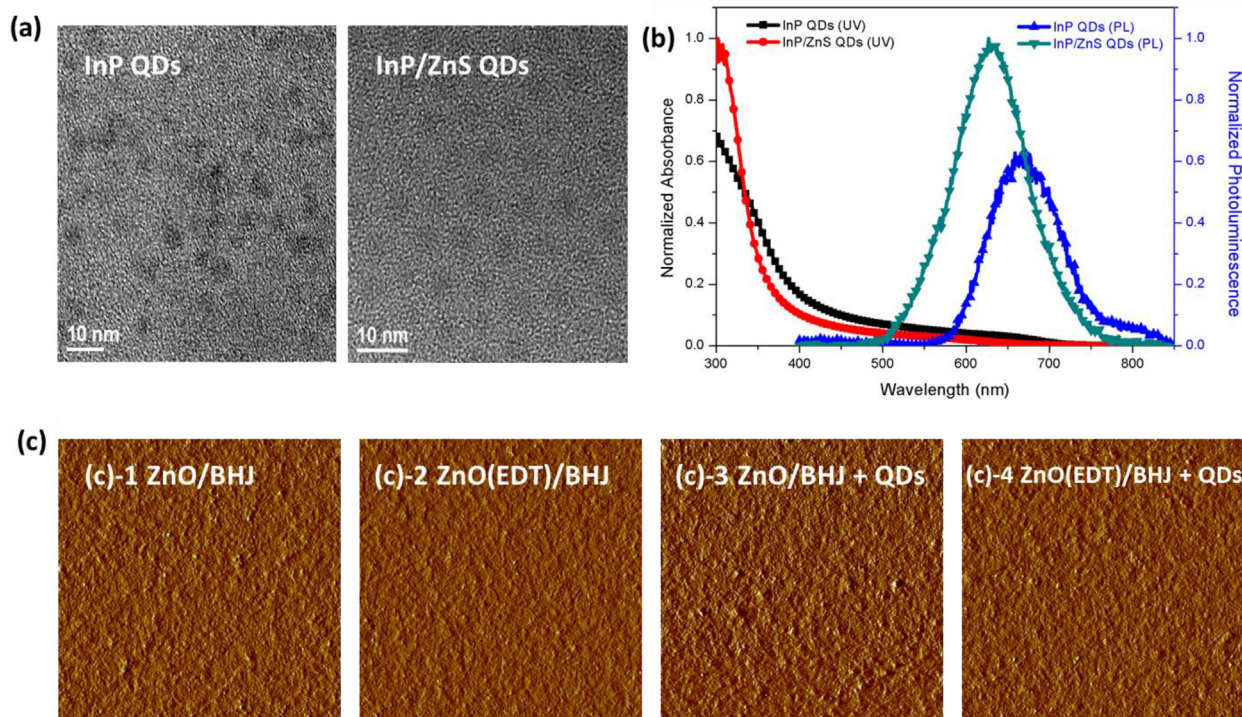 (a)
InP QDs
10 nm
InP/ZnS QDs
10 nm
(b)
InP QDs (UV)
InP/ZnS QDs (UV)
InP QDs (PL)
InP/ZnS QDs (PL)
Normalized Absorbance
1.0
0.8
0.6
0.4
0.2
0.0
300 400 500 600 700 800
Wavelength (nm)
1.0
0.8
0.6
0.4
0.2
0.0
Normalized Photoluminescence
(c)
(c)-1 ZnO/BHJ
(c)-2 ZnO(EDT)/BHJ
(c)-3 ZnO/BHJ + QDs
(c)-4 ZnO(EDT)/BHJ + QDs